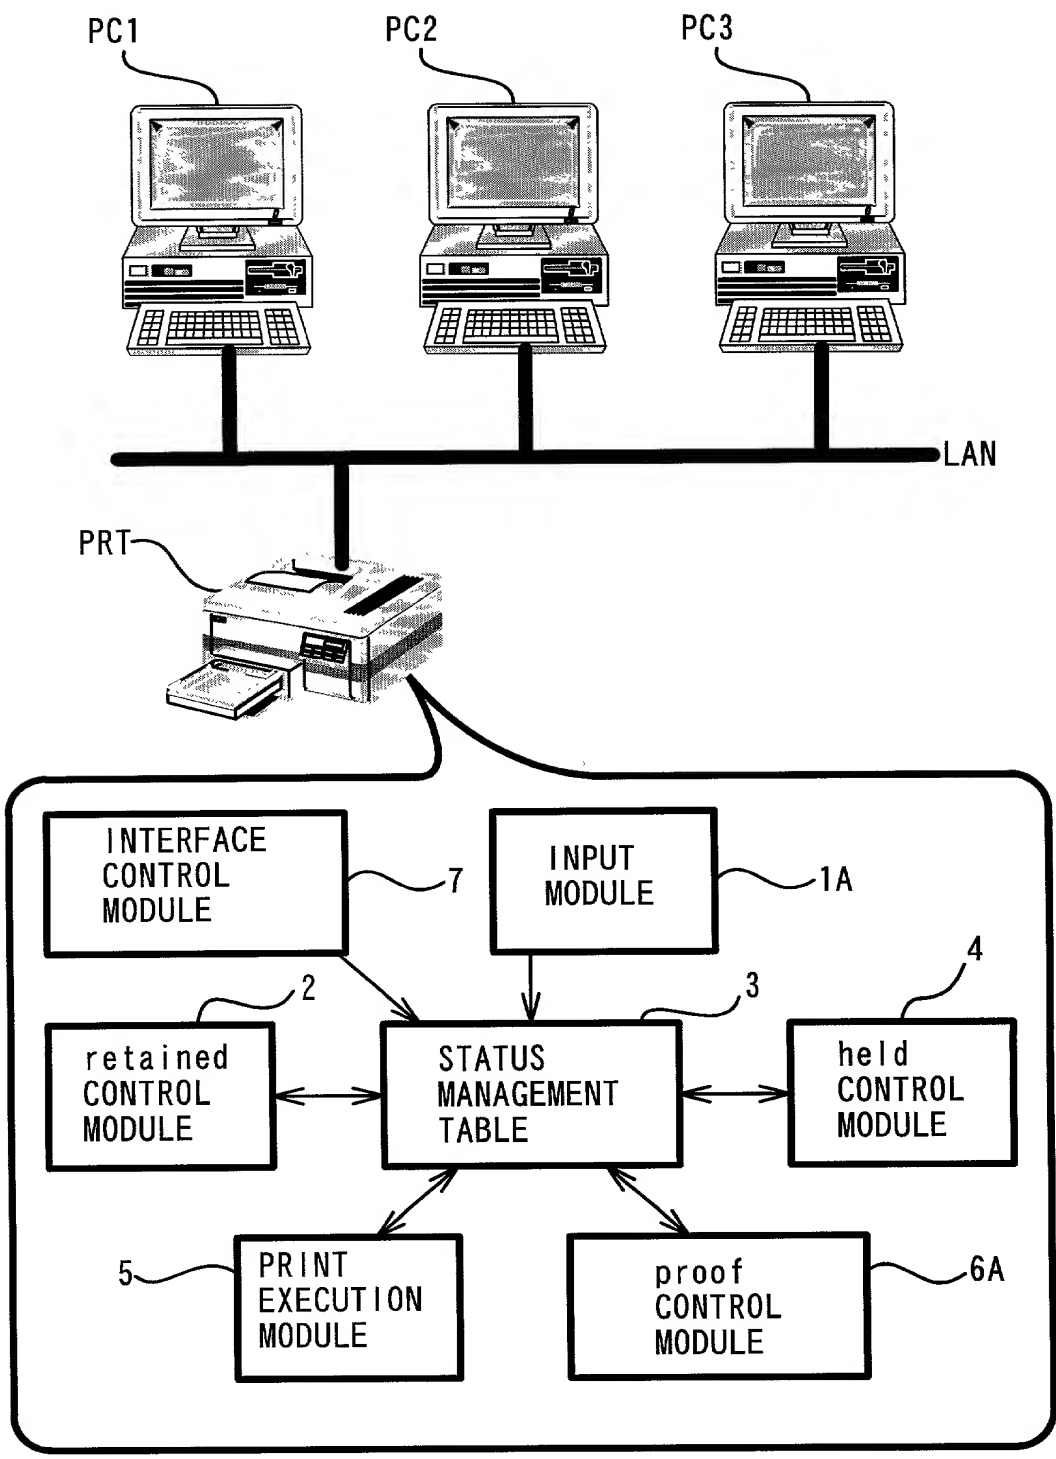 PC1
PC2
PC3
LAN
PRT
INTERFACE
CONTROL
MODULE
7
INPUT
MODULE
1A
2
retained
CONTROL
MODULE
3
STATUS
MANAGEMENT
TABLE
4
held
CONTROL
MODULE
5
PRINT
EXECUTION
MODULE
proof
CONTROL
MODULE
6A